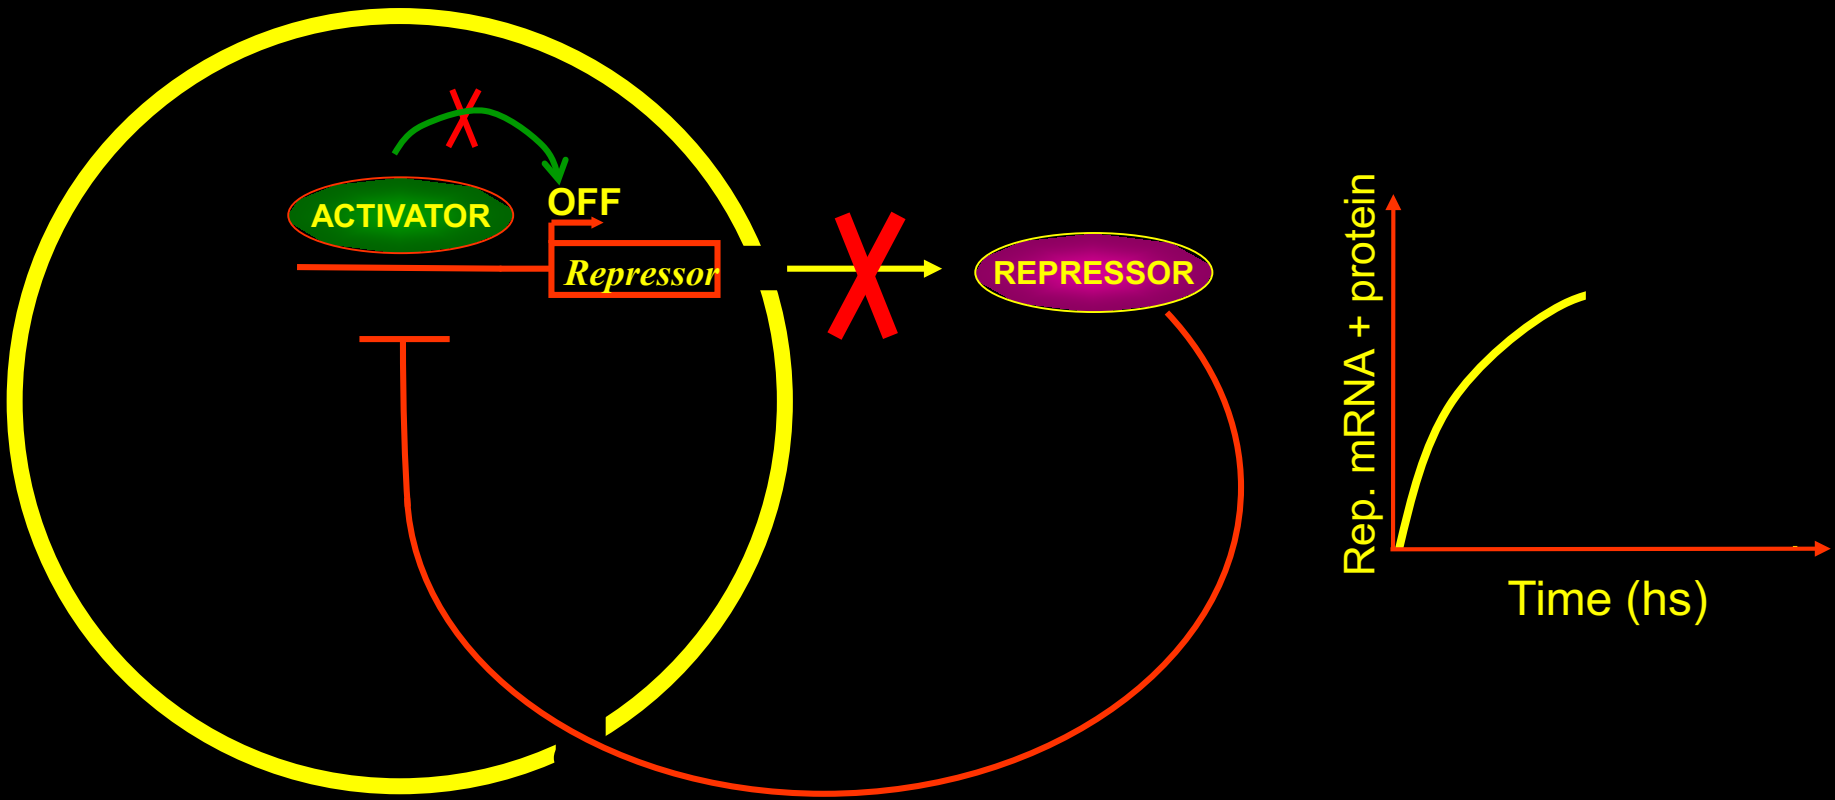 OFF
ACTIVATOR
Repressor
REPRESSOR
Rep. mRNA + protein
Time (hs)